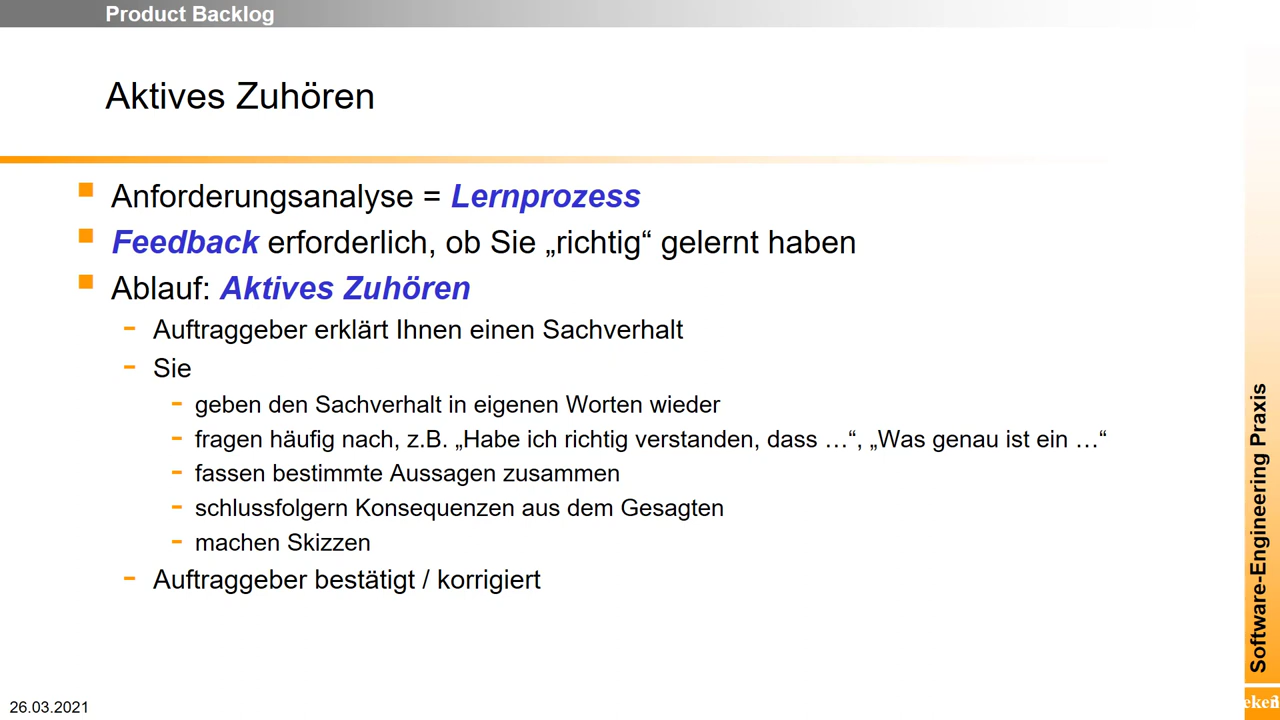 Product Backlog
Aktives Zuhören
Anforderungsanalyse = Lernprozess
Feedback erforderlich, ob Sie „richtig“ gelernt haben
Ablauf: Aktives Zuhören
Auftraggeber erklärt Ihnen einen Sachverhalt
Sie
geben den Sachverhalt in eigenen Worten wieder
fragen häufig nach, z.B. „Habe ich richtig verstanden, dass …“, „Was genau ist ein …“
fassen bestimmte Aussagen zusammen
schlussfolgern Konsequenzen aus dem Gesagten
machen Skizzen
Auftraggeber bestätigt / korrigiert
Software-Engineering Praxis
26.03.2021